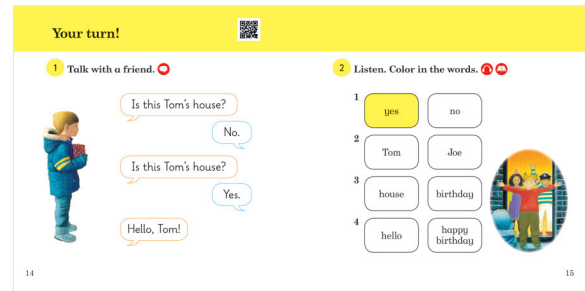 Your turn!
1 Talk with a friend.
Is this Tom's house?
No.
Is this Tom's house?
Yes.
Hello, Tom!
14
2 Listen. Color in the words.
1
yes
no
2
Tom
Joe
3
house
birthday
4
hello
happy
birthday
15